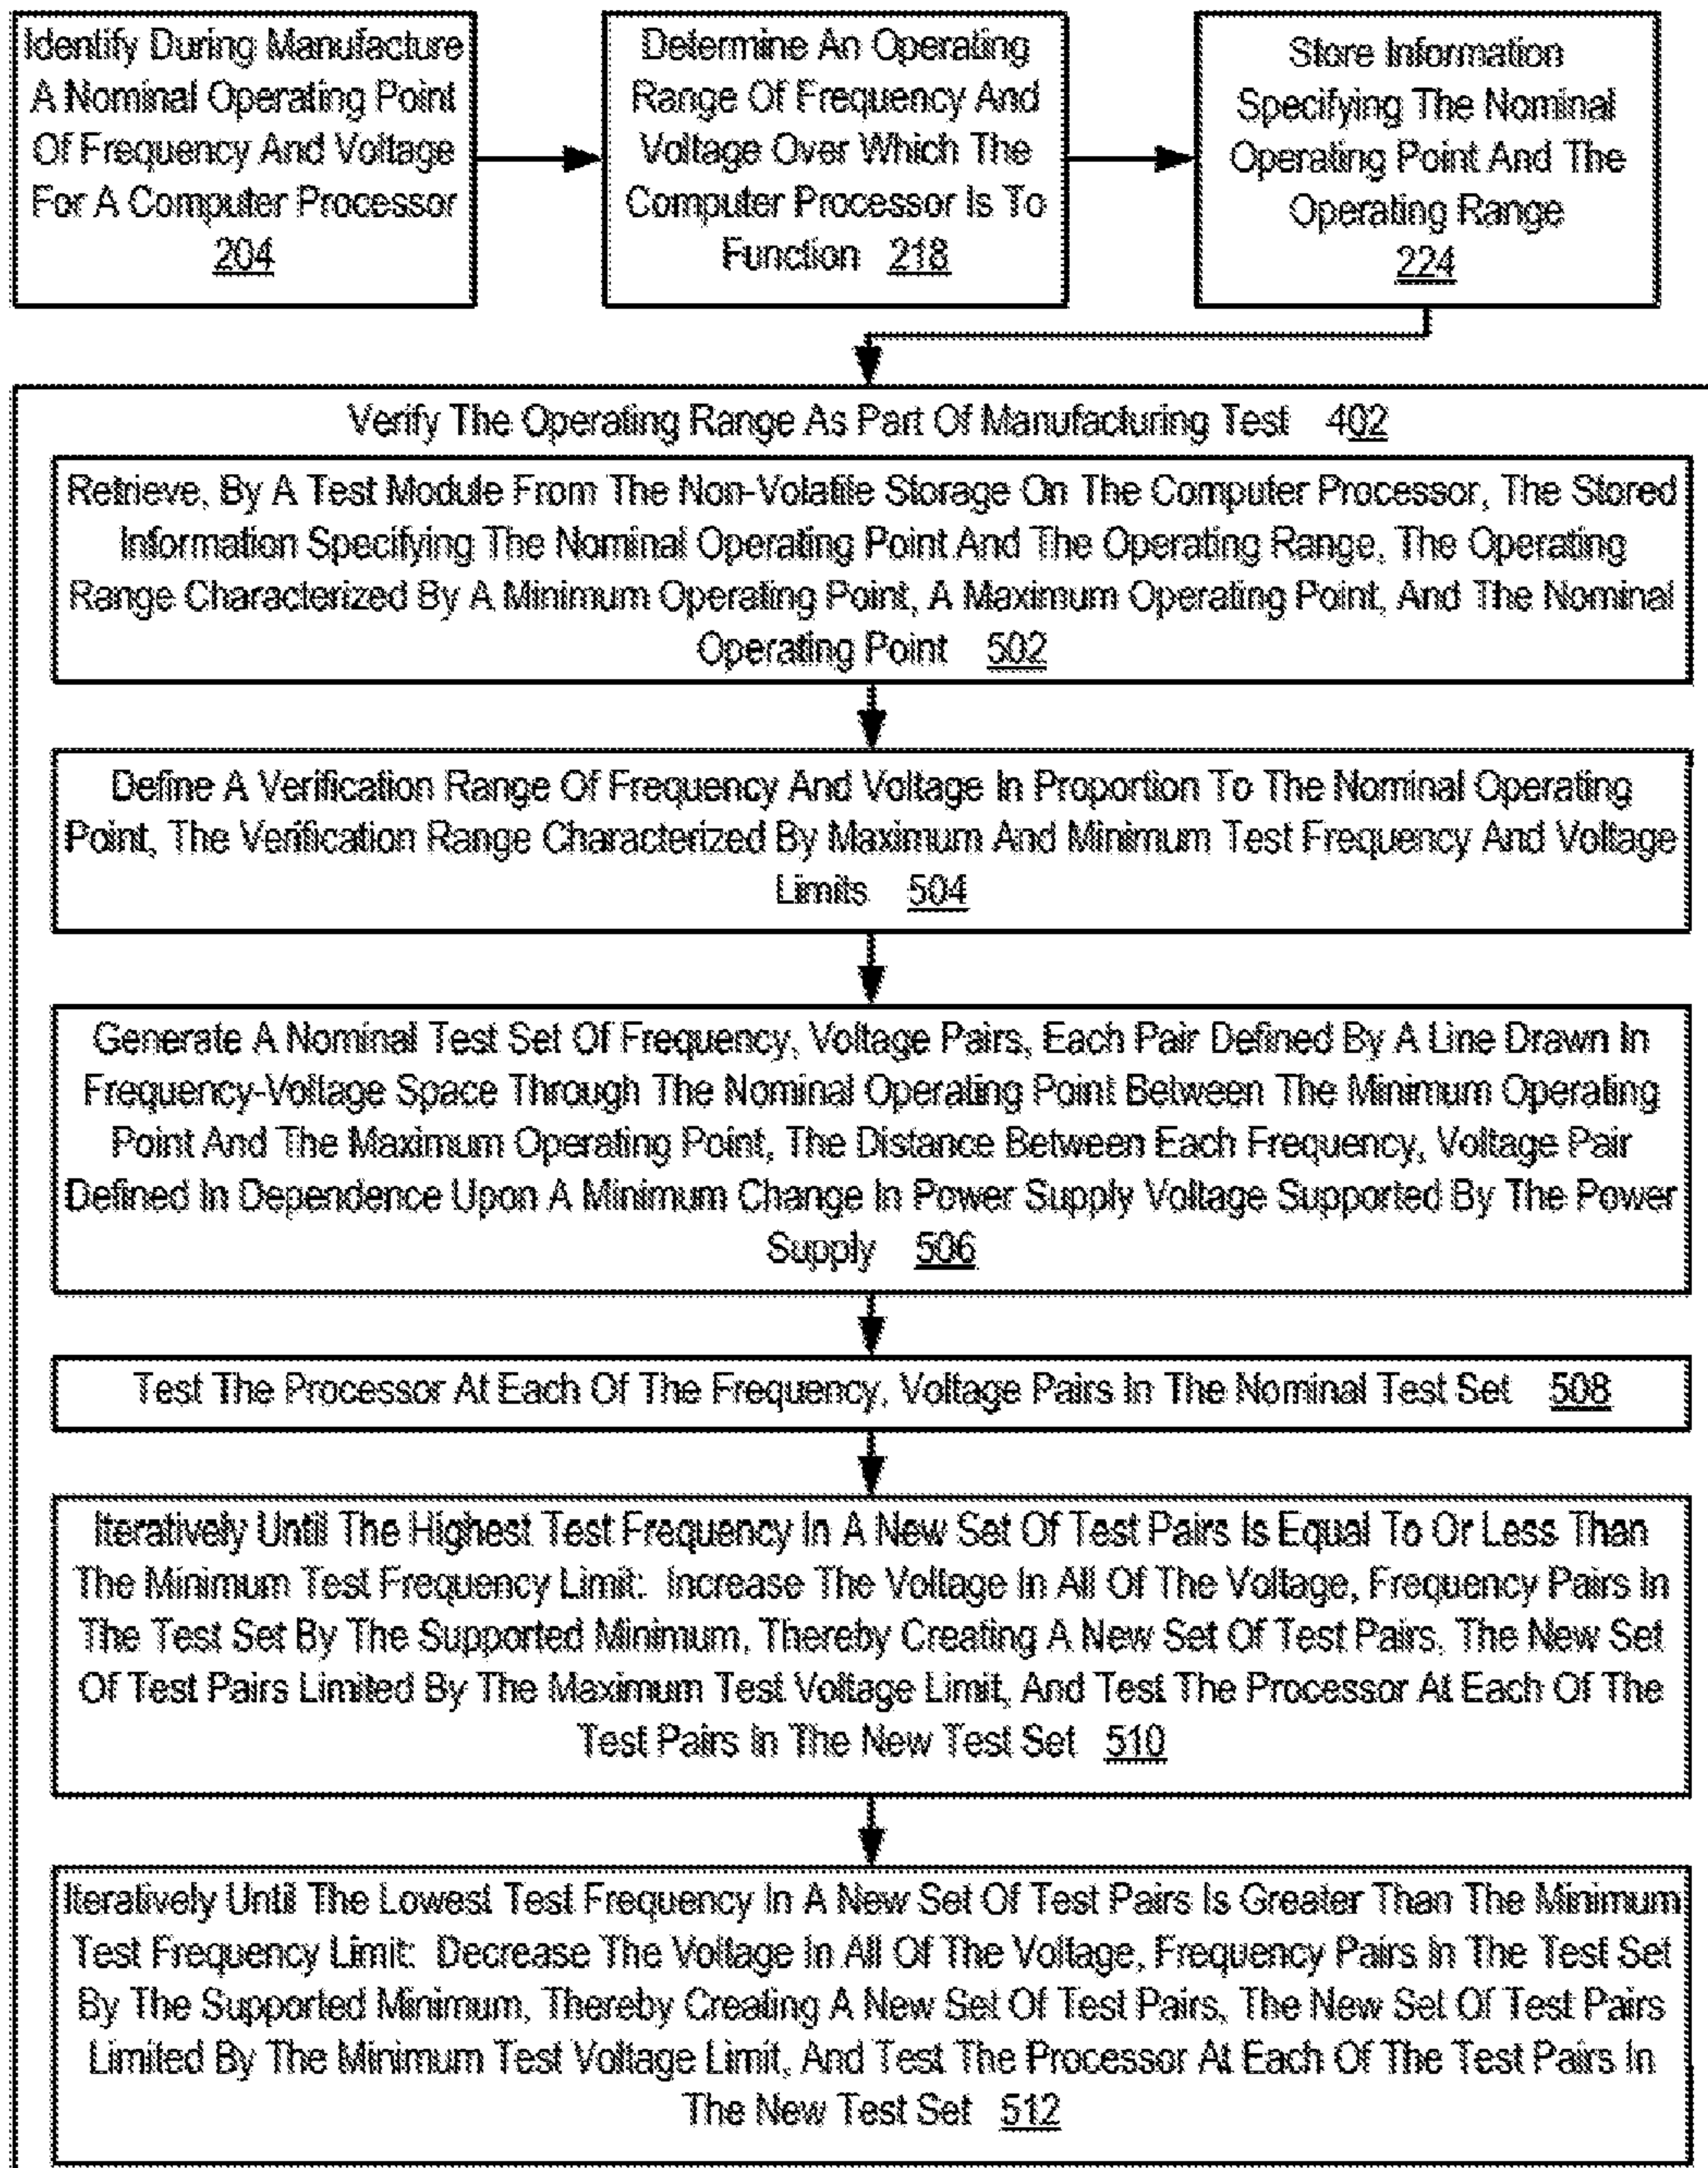 Identify During Manufacture
A Nominal Operating Point
Of Frequency And Voltage
For A Computer Processor
204
Determine An Operating
Range Of Frequency And
Voltage Over Which The
Computer Processor Is To
Function 218
Store Information
Specifying The Nominal
Operating Point And The
Operating Range
224
Verify The Operating Range As Part Of Manufacturing Test 402
Retrieve, By A Test Module From The Non-Volatile Storage On The Computer Processor, The Stored
Information Specifying The Nominal Operating Point And The Operating Range, The Operating
Range Characterized By A Minimum Operating Point, A Maximum Operating Point, And The Nominal
Operating Point 502
Define A Verification Range Of Frequency And Voltage In Proportion To The Nominal Operating
Point, The Verification Range Characterized By Maximum And Minimum Test Frequency And Voltage
Limits 504
Generate A Nominal Test Set Of Frequency, Voltage Pairs, Each Pair Defined By A Line Drawn In
Frequency-Voltage Space Through The Nominal Operating Point Between The Minimum Operating
Point And The Maximum Operating Point, The Distance Between Each Frequency, Voltage Pair
Defined In Dependence Upon A Minimum Change In Power Supply Voltage Supported By The Power
Supply 506
Test The Processor At Each Of The Frequency, Voltage Pairs In The Nominal Test Set 508
Iteratively Until The Highest Test Frequency In A New Set Of Test Pairs Is Equal To Or Less Than
The Minimum Test Frequency Limit: Increase The Voltage In All Of The Voltage, Frequency Pairs In
The Test Set By The Supported Minimum, Thereby Creating A New Set Of Test Pairs, The New Set
Of Test Pairs Limited By The Maximum Test Voltage Limit, And Test The Processor At Each Of The
Test Pairs In The New Test Set 510
Iteratively Until The Lowest Test Frequency In A New Set Of Test Pairs Is Greater Than The Minimum
Test Frequency Limit: Decrease The Voltage In All Of The Voltage, Frequency Pairs In The Test Set
By The Supported Minimum, Thereby Creating A New Set Of Test Pairs, The New Set Of Test Pairs
Limited By The Minimum Test Voltage Limit, And Test The Processor At Each Of The Test Pairs In
The New Test Set 512